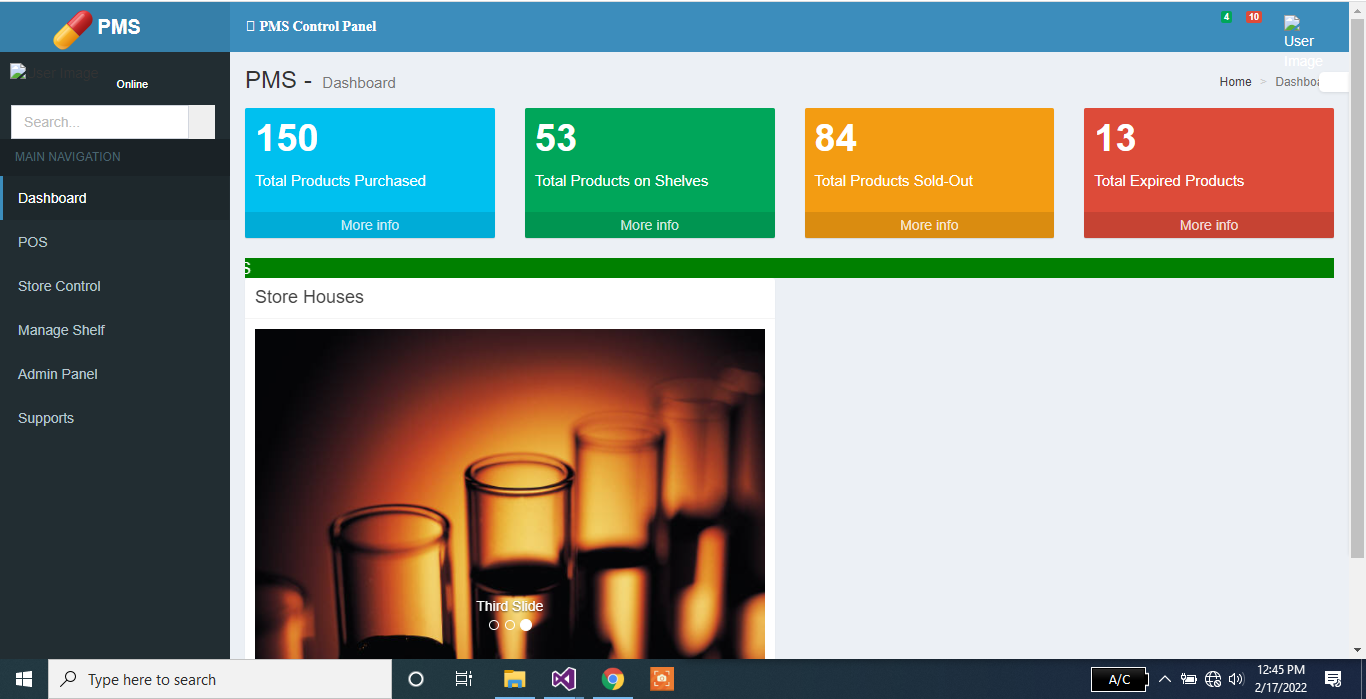 PMS
PMS Control Panel
4
10
User Image
User Image
Online
Search...
MAIN NAVIGATION
Dashboard
POS
Store Control
Manage Shelf
Admin Panel
Supports
PMS - Dashboard
Home > Dashboa
150
Total Products Purchased
More info
53
Total Products on Shelves
More info
84
Total Products Sold-Out
More info
13
Total Expired Products
More info
S
Store Houses
Third Slide
Type here to search
A/C
12:45 PM
2/17/2022